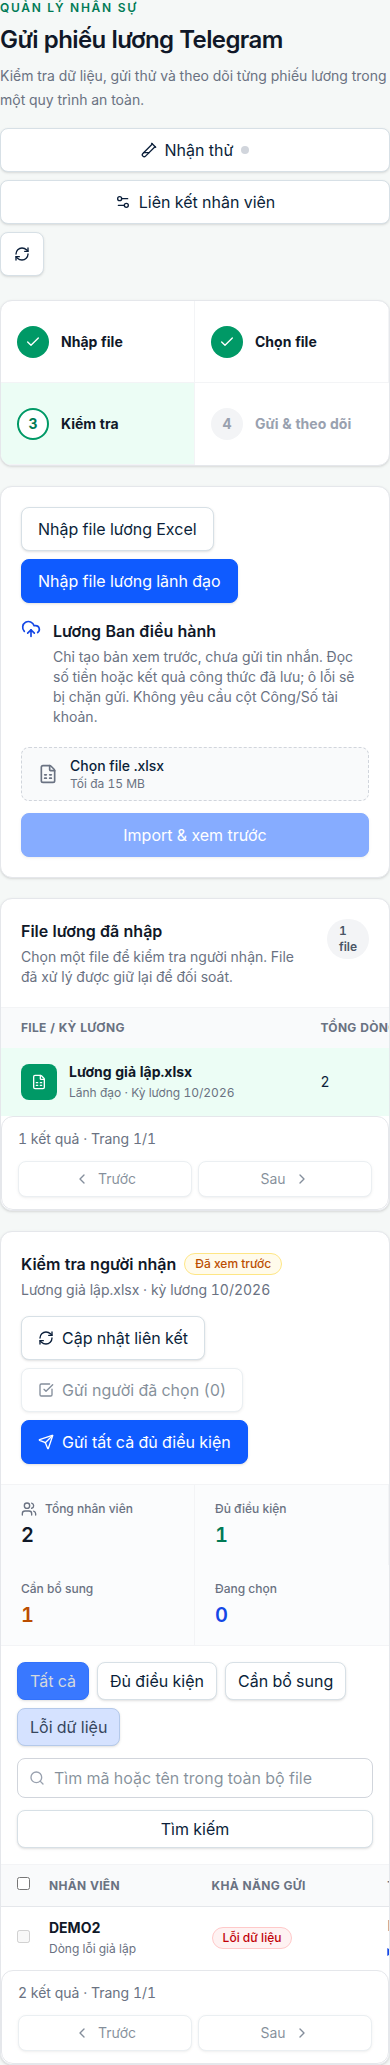 QUẢN LÝ NHÂN SỰ
Gửi phiếu lương Telegram
Kiểm tra dữ liệu, gửi thử và theo dõi từng phiếu lương trong
một quy trình an toàn.
Nhận thử
Liên kết nhân viên
Nhập file
Chọn file
3 Kiểm tra
4 Gửi & theo dõi
Nhập file lương Excel
Nhập file lương lãnh đạo
Lương Ban điều hành
Chỉ tạo bản xem trước, chưa gửi tin nhắn. Đọc
số tiền hoặc kết quả công thức đã lưu; ô lỗi sẽ
bị chặn gửi. Không yêu cầu cột Công/Số tài
khoản.
Chọn file .xlsx
Tối đa 15 MB
Import & xem trước
File lương đã nhập
1
file
Chọn một file để kiểm tra người nhận. File
đã xử lý được giữ lại để đối soát.
FILE / KỲ LƯƠNG
TỔNG DÒN
Lương giả lập.xlsx
Lãnh đạo · Kỳ lương 10/2026
2
1 kết quả · Trang 1/1
Trước
Sau
Kiểm tra người nhận
Đã xem trước
Lương giả lập.xlsx · kỳ lương 10/2026
Cập nhật liên kết
Gửi người đã chọn (0)
Gửi tất cả đủ điều kiện
Tổng nhân viên
2
Đủ điều kiện
1
Cần bổ sung
1
Đang chọn
0
Tất cả
Đủ điều kiện
Cần bổ sung
Lỗi dữ liệu
Tìm mã hoặc tên trong toàn bộ file
Tìm kiếm
NHÂN VIÊN
KHẢ NĂNG GỬI
DEMO2
Dòng lỗi giả lập
Lỗi dữ liệu
2 kết quả · Trang 1/1
Trước
Sau